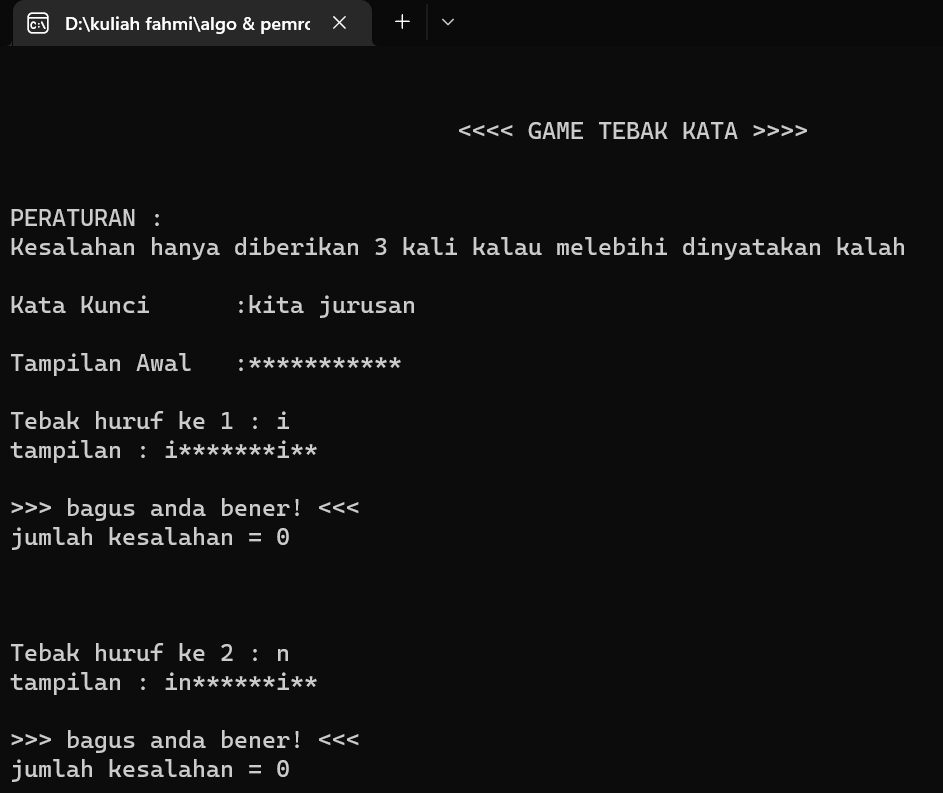 D:\kuliah fahmi\algo & pemro
<<<< GAME TEBAK KATA >>>>
PERATURAN :
Kesalahan hanya diberikan 3 kali kalau melebihi dinyatakan kalah
Kata Kunci      :kita jurusan
Tampilan Awal   :***********
Tebak huruf ke 1 : i
tampilan : i*******i**
>>> bagus anda bener! <<<
jumlah kesalahan = 0
Tebak huruf ke 2 : n
tampilan : in******i**
>>> bagus anda bener! <<<
jumlah kesalahan = 0